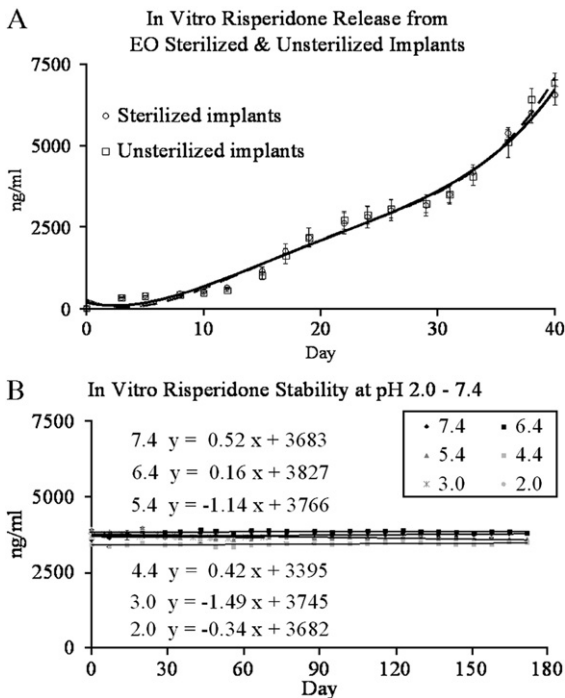 A
In Vitro Risperidone Release from
EO Sterilized & Unsterilized Implants
7500
5000
2500
0
ng/ml
Sterilized implants
Unsterilized implants
0 10 20 30 40
Day
B
In Vitro Risperidone Stability at pH 2.0 - 7.4
7500
5000
2500
0
ng/ml
7.4 y = 0.52 x + 3683
6.4 y = 0.16 x + 3827
5.4 y = -1.14 x + 3766
4.4 y = 0.42 x + 3395
3.0 y = -1.49 x + 3745
2.0 y = -0.34 x + 3682
7.4 6.4
5.4 4.4
3.0 2.0
0 30 60 90 120 150 180
Day